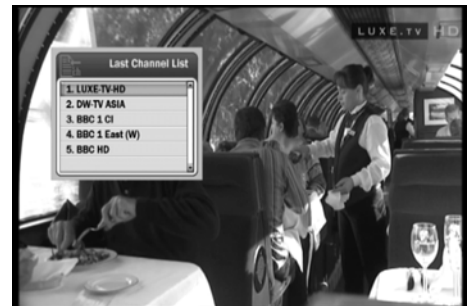 LUXE.TV HD
Last Channel List
1. LUXE-TV-HD
2. DW-TV ASIA
3. BBC 1 CI
4. BBC 1 East (W)
5. BBC HD